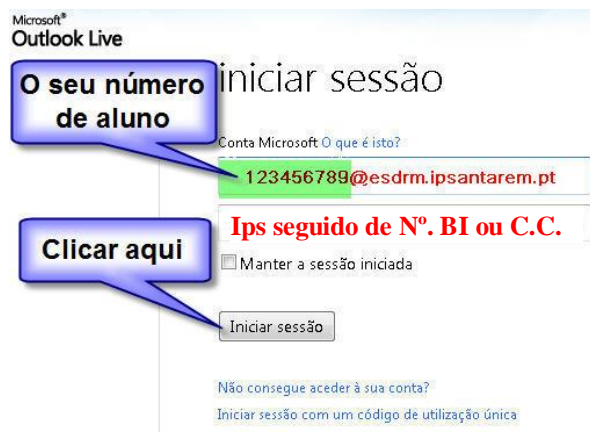 Microsoft®
Outlook Live
O seu número
de aluno
iniciar sessão
Conta Microsoft O que é isto?
123456789@esdrm.ipsantarem.pt
Ips seguido de Nº. BI ou C.C.
Clicar aqui
Manter a sessão iniciada
Iniciar sessão
Não consegue aceder à sua conta?
Iniciar sessão com um código de utilização única